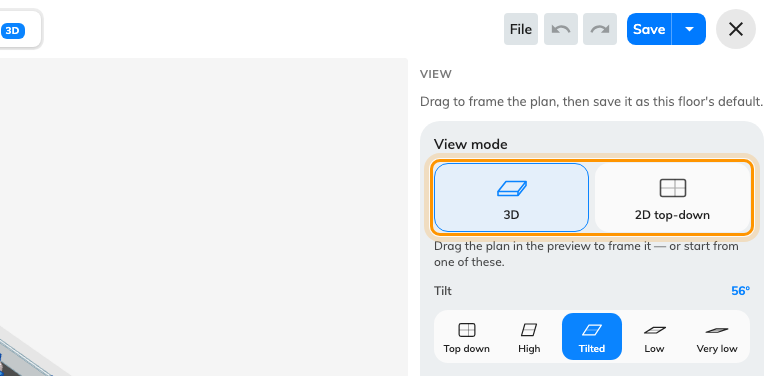 3D
File
Save
VIEW
Drag to frame the plan, then save it as this floor's default.
View mode
3D
2D top-down
Drag the plan in the preview to frame it — or start from
one of these.
Tilt
56°
Top down
High
Tilted
Low
Very low